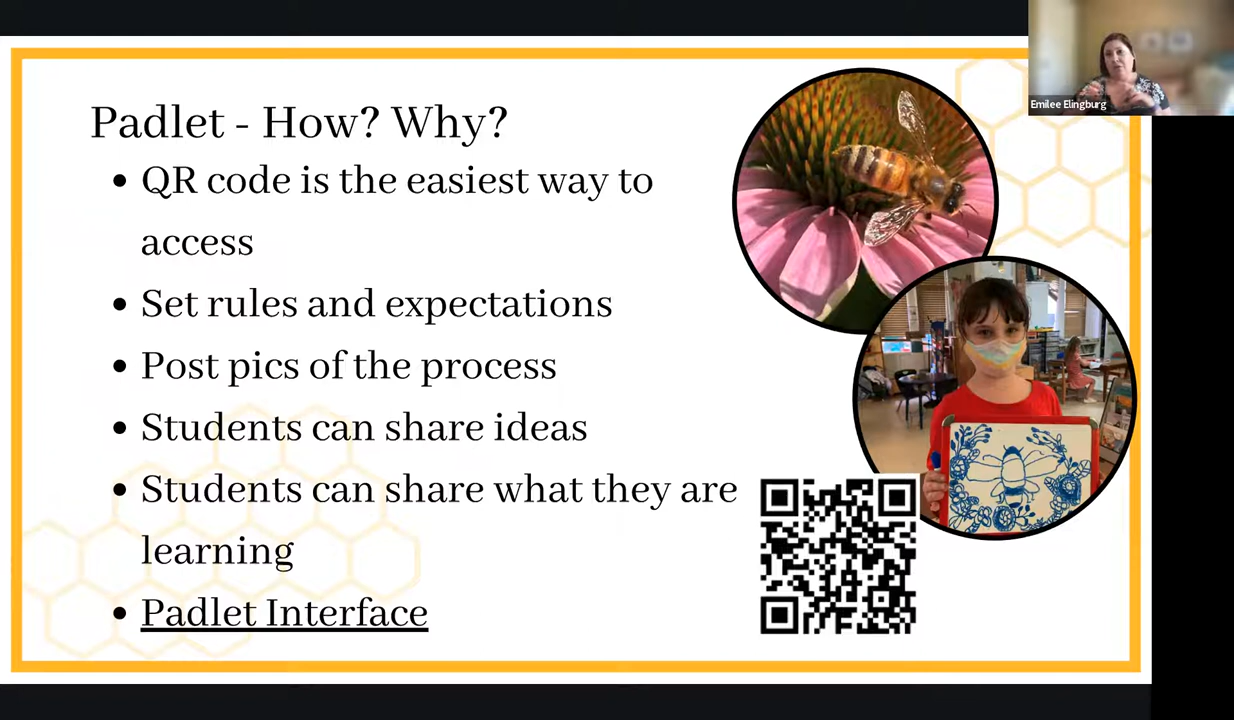 Emilee Elingburg
Padlet - How? Why?
• QR code is the easiest way to
access
• Set rules and expectations
• Post pics of the process
• Students can share ideas
• Students can share what they are
learning
• Padlet Interface